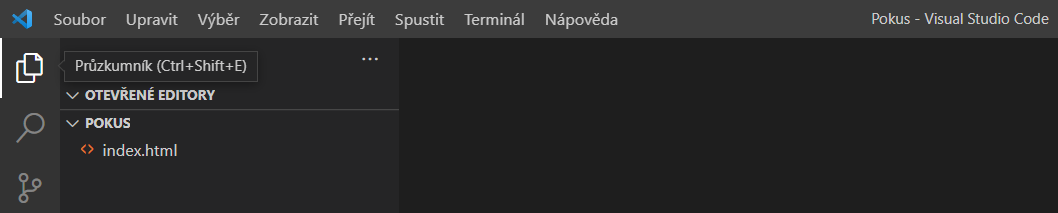 Soubor Upravit Výběr Zobrazit Přejít Spustit Terminál Nápověda Pokus - Visual Studio Code
Průzkumník (Ctrl+Shift+E)
OTEVŘENÉ EDITORY
POKUS
index.html